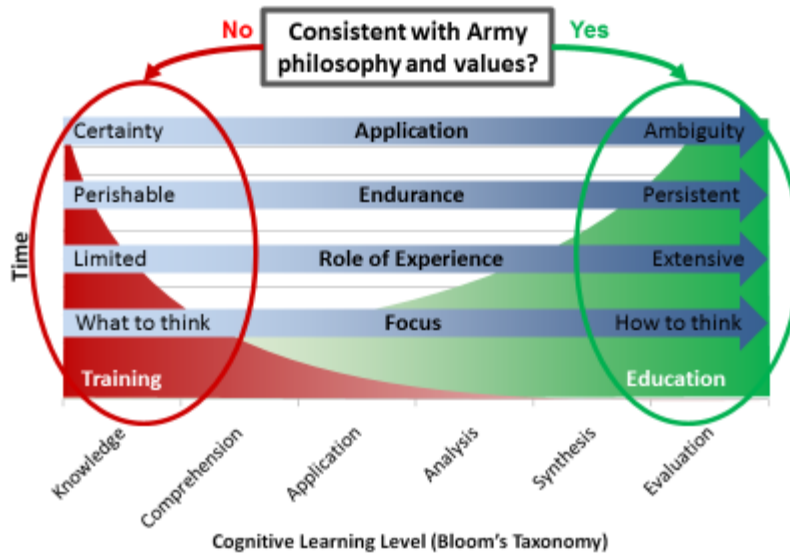 No
Consistent with Army
philosophy and values?
Yes
Certainty Application Ambiguity
Perishable Endurance Persistent
Limited Role of Experience Extensive
What to think Focus How to think
Training Education
Time
Knowledge
Comprehension
Application
Analysis
Synthesis
Evaluation
Cognitive Learning Level (Bloom's Taxonomy)